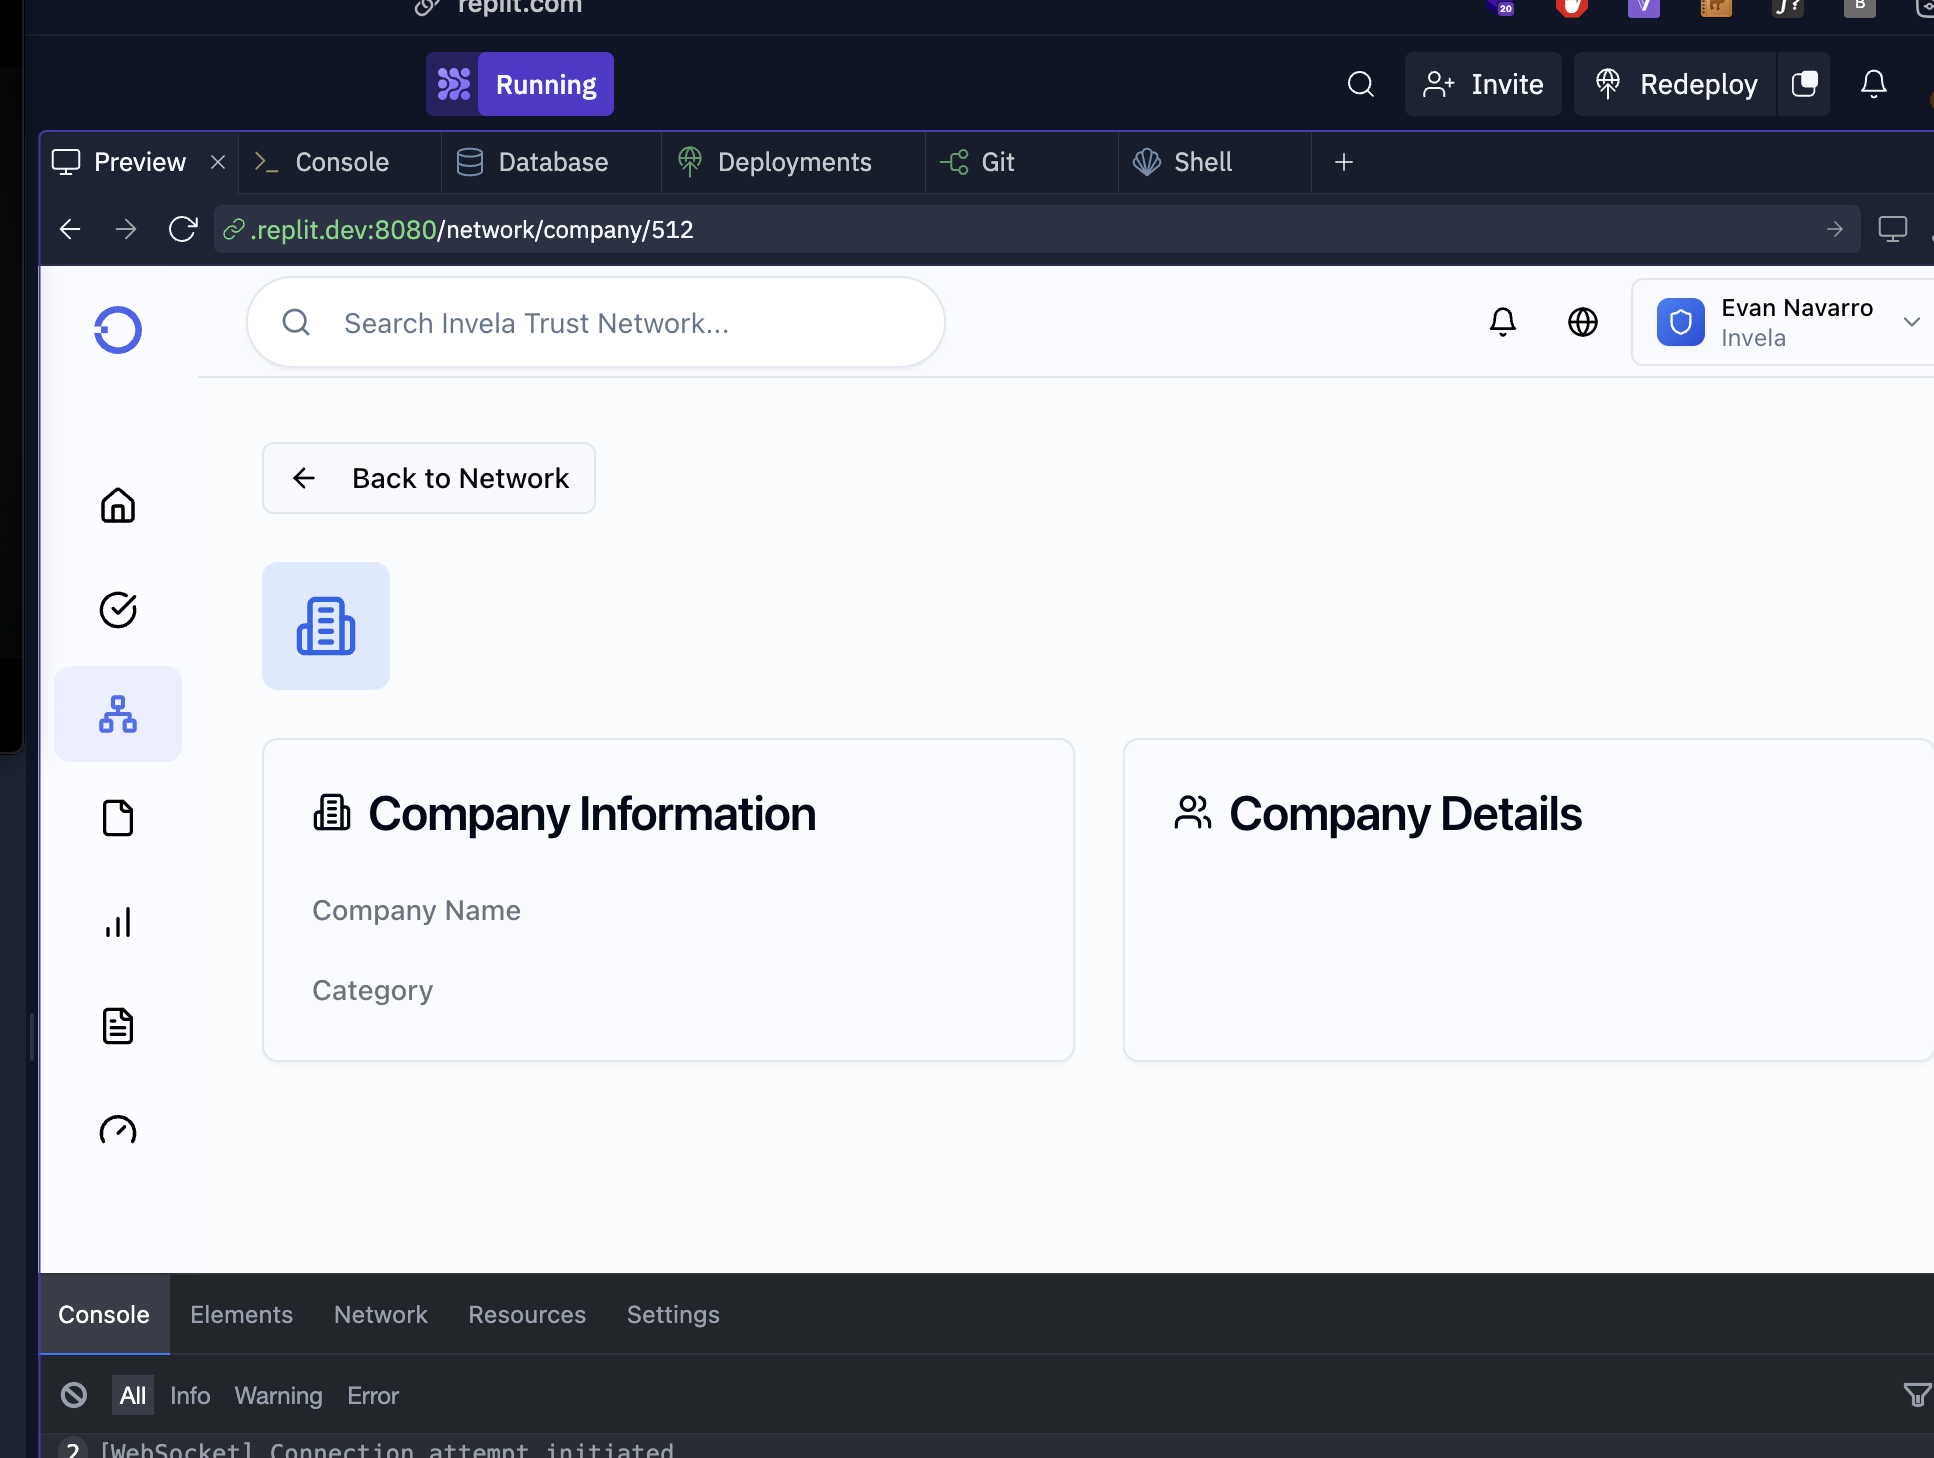 replit.com
20
J?
B
Running
Invite
Redeploy
Preview
Console
Database
Deployments
Git
Shell
.replit.dev:8080/network/company/512
Search Invela Trust Network...
Evan Navarro
Invela
Back to Network
Company Information
Company Name
Category
Company Details
Console
Elements
Network
Resources
Settings
All
Info
Warning
Error
2 [WebSocket] Connection attempt initiated